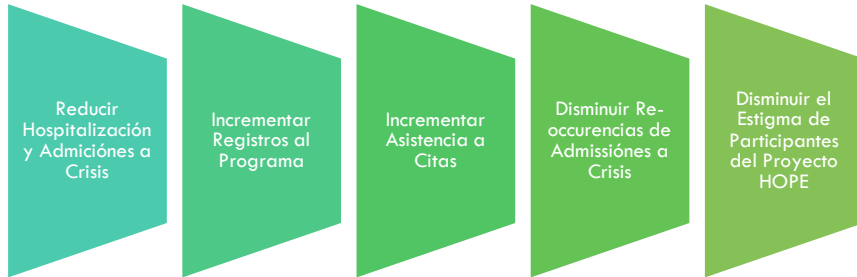 Reducir
Hospitalización
y Admiciónes a
Crisis
Incrementar
Registros al
Programa
Incrementar
Asistencia a
Citas
Disminuir Re-
occurencias de
Admissiónes a
Crisis
Disminuir el
Estigma de
Participantes
del Proyecto
HOPE